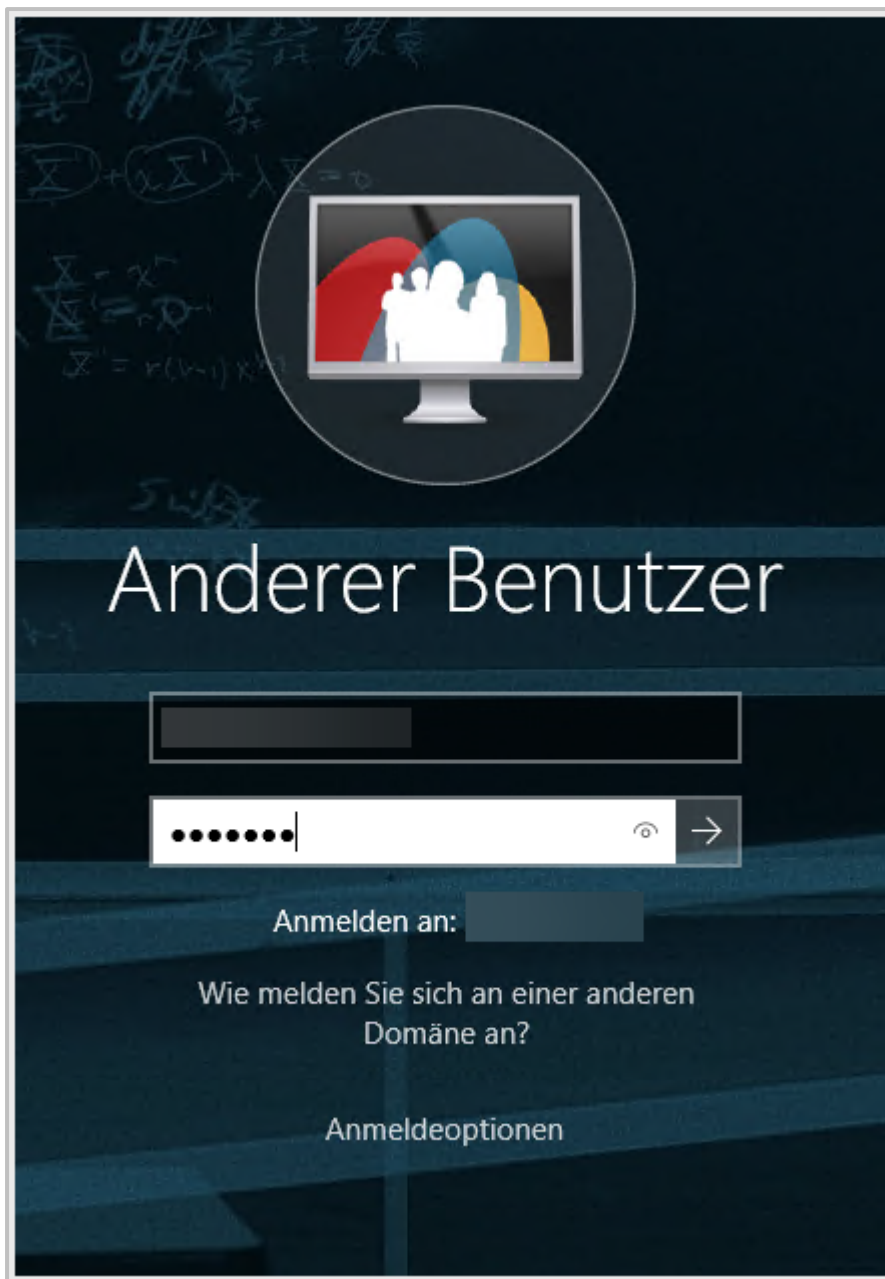 Anderer Benutzer
•••••••
Anmelden an:
Wie melden Sie sich an einer anderen
Domäne an?
Anmeldeoptionen